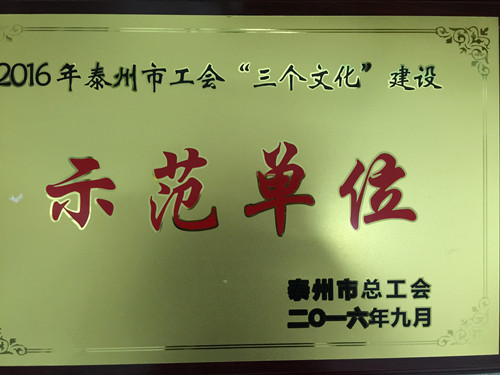 2016年泰州市工会“三个文化”建设
示范单位
泰州市总工会
二〇一六年九月